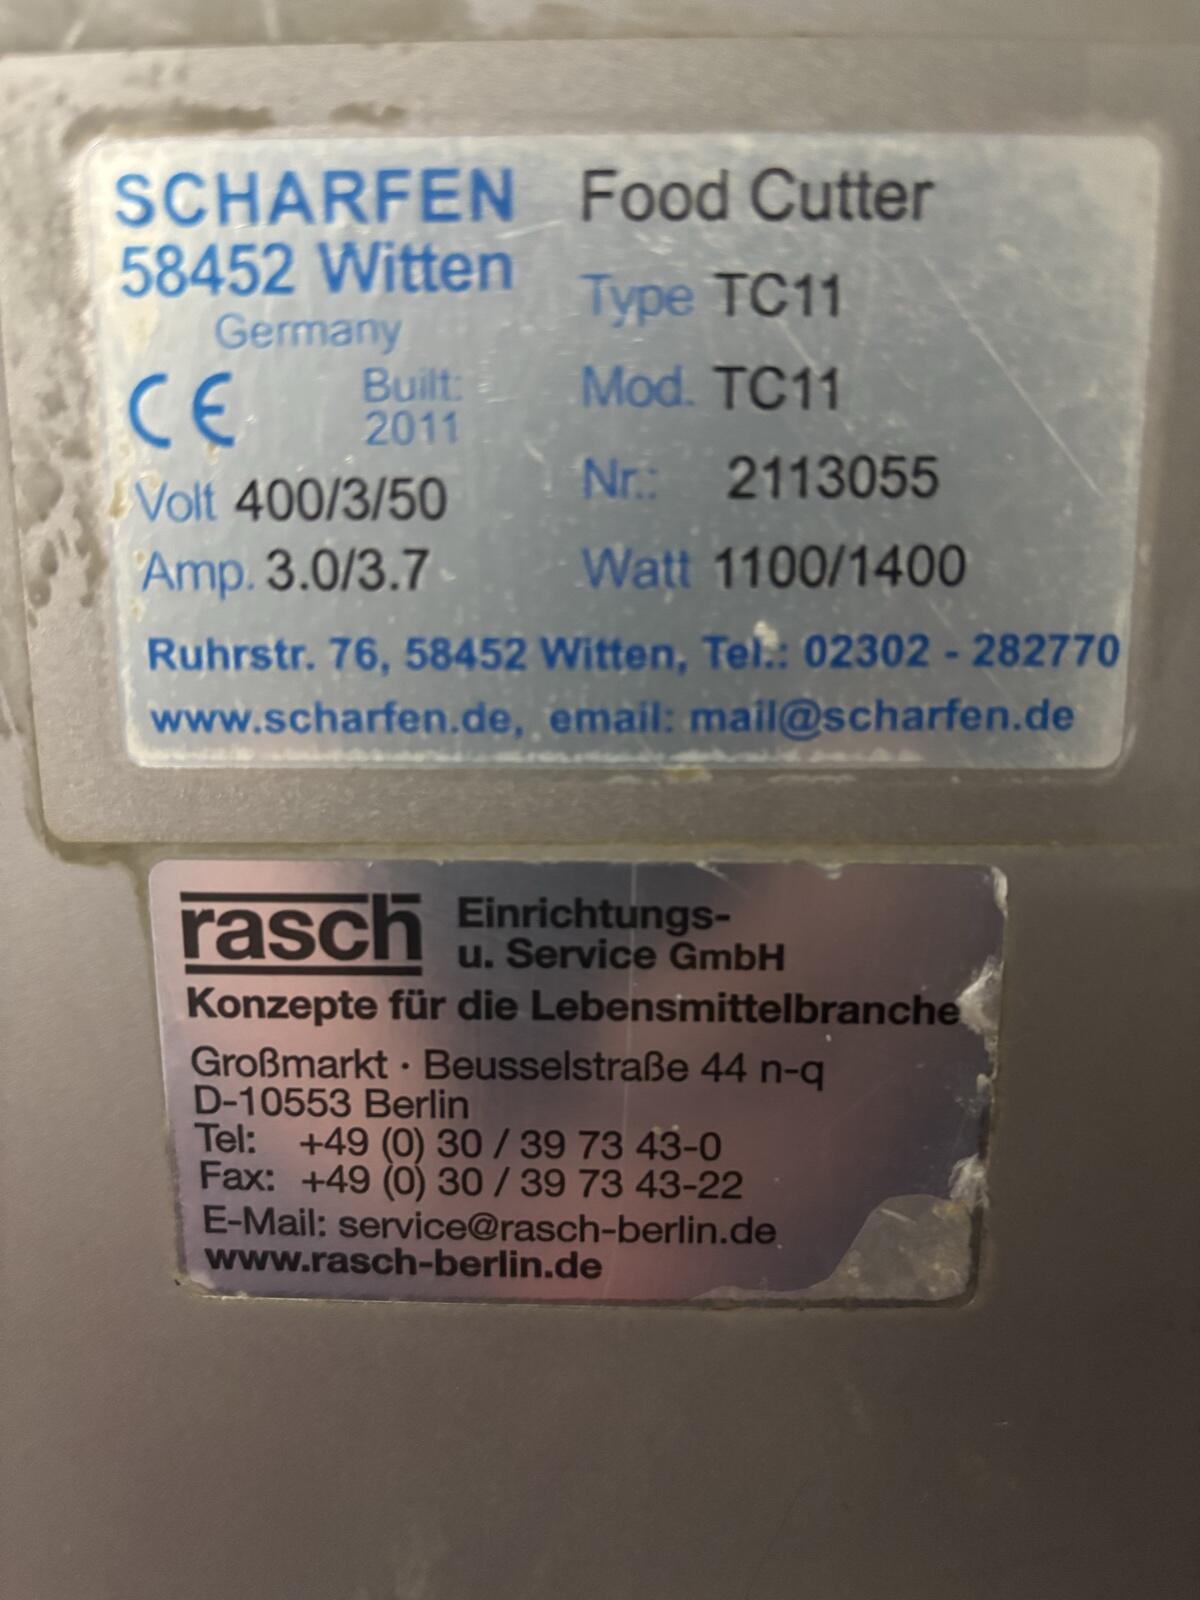 SCHARFEN
58452 Witten
Germany
CE
Built:
2011
Volt 400/3/50
Amp. 3.0/3.7
Food Cutter
Type TC11
Mod. TC11
Nr.: 2113055
Watt 1100/1400
Ruhrstr. 76, 58452 Witten, Tel.: 02302 - 282770
www.scharfen.de, email: mail@scharfen.de
rasch
Einrichtungs-
u. Service GmbH
Konzepte für die Lebensmittelbranche
Großmarkt · Beusselstraße 44 n-q
D-10553 Berlin
Tel: +49 (0) 30 / 39 73 43-0
Fax: +49 (0) 30 / 39 73 43-22
E-Mail: service@rasch-berlin.de
www.rasch-berlin.de